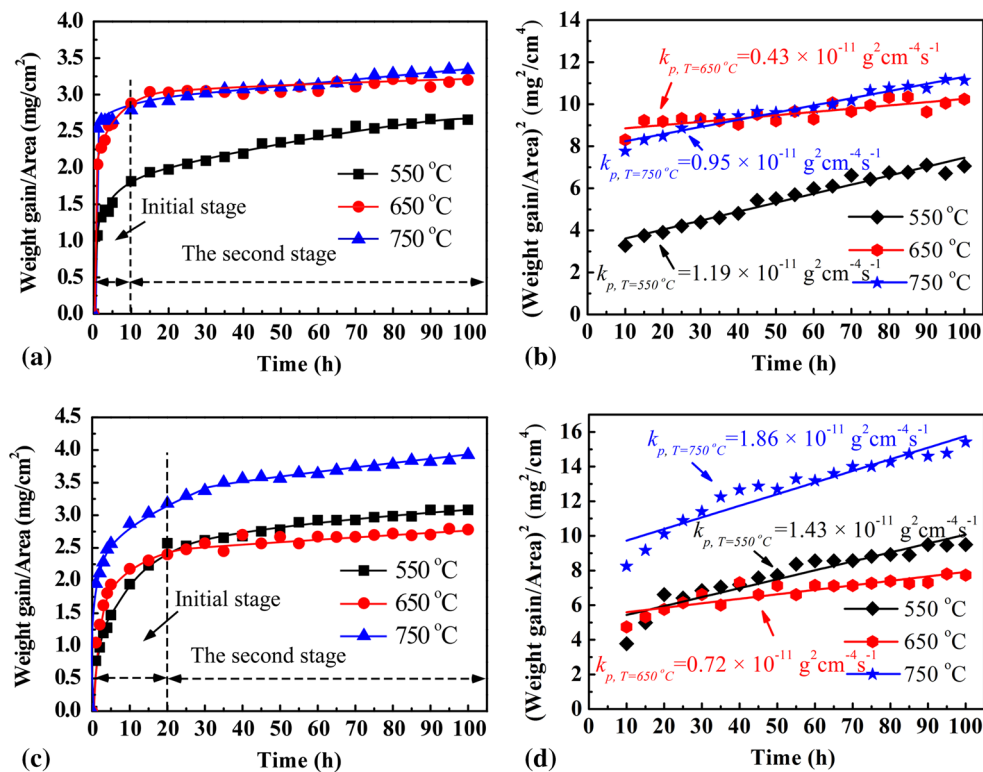 Weight gain/Area (mg/cm²)
4.0
3.5
3.0
2.5
2.0
1.5
1.0
0.5
0.0
550 °C
650 °C
750 °C
Initial stage
The second stage
0 10 20 30 40 50 60 70 80 90 100
Time (h)
(a)
(Weight gain/Area)² (mg²/cm⁴)
14
12
10
8
6
4
2
0
k p, T=650 °C =0.43 × 10⁻¹¹ g²cm⁻⁴s⁻¹
k p, T=750 °C =0.95 × 10⁻¹¹ g²cm⁻⁴s⁻¹
k p, T=550 °C =1.19 × 10⁻¹¹ g²cm⁻⁴s⁻¹
550 °C
650 °C
750 °C
0 10 20 30 40 50 60 70 80 90 100
Time (h)
(b)
Weight gain/Area (mg/cm²)
4.5
4.0
3.5
3.0
2.5
2.0
1.5
1.0
0.5
0.0
550 °C
650 °C
750 °C
Initial stage
The second stage
0 10 20 30 40 50 60 70 80 90 100
Time (h)
(c)
(Weight gain/Area)² (mg²/cm⁴)
16
14
12
10
8
6
4
2
0
k p, T=750 °C =1.86 × 10⁻¹¹ g²cm⁻⁴s⁻¹
k p, T=550 °C =1.43 × 10⁻¹¹ g²cm⁻⁴s⁻¹
k p, T=650 °C =0.72 × 10⁻¹¹ g²cm⁻⁴s⁻¹
550 °C
650 °C
750 °C
0 10 20 30 40 50 60 70 80 90 100
Time (h)
(d)